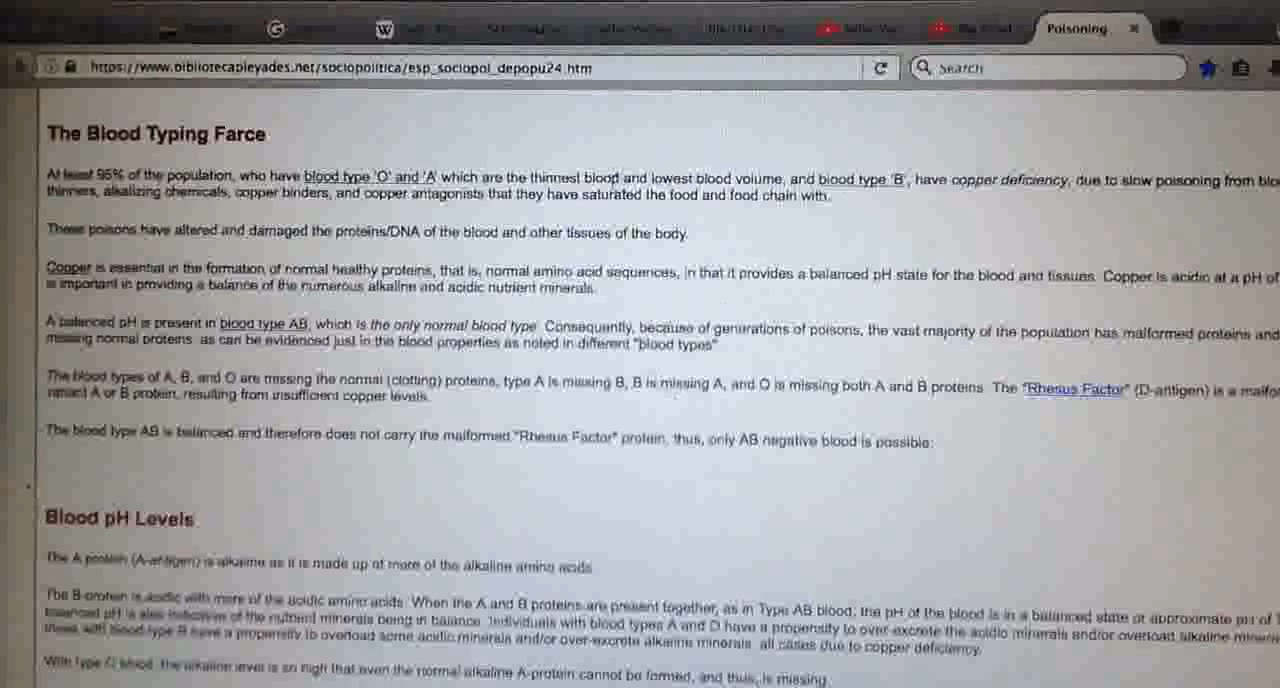 Poisoning
https://www.bibliotecapleyades.net/sociopolitica/esp_sociopol_depopu24.htm
Search
The Blood Typing Farce
At least 95% of the population, who have blood type 'O' and 'A' which are the thinnest blood and lowest blood volume, and blood type 'B', have copper deficiency, due to slow poisoning from
thinners, alkalizing chemicals, copper binders, and copper antagonists that they have saturated the food and food chain with.
These poisons have altered and damaged the proteins/DNA of the blood and other tissues of the body.
Copper is essential in the formation of normal healthy proteins, that is, normal amino acid sequences, in that it provides a balanced pH state for the blood and tissues. Copper is acidic at a pH of
is important in providing a balance of the numerous alkaline and acidic nutrient minerals.
A balanced pH is present in blood type AB, which is the only normal blood type. Consequently, because of generations of poisons, the vast majority of the population has malformed proteins and
missing normal proteins, as can be evidenced just in the blood properties as noted in different "blood types"
The blood types of A, B, and O are missing the normal (clotting) proteins, type A is missing B, B is missing A, and O is missing both A and B proteins. The "Rhesus Factor" (D-antigen) is a
A or B protein, resulting from insufficient copper levels.
The blood type AB is balanced and therefore does not carry the malformed "Rhesus Factor" protein, thus, only AB negative blood is possible.
Blood pH Levels
The A protein (A-antigen) is alkaline as it is made up of more of the alkaline amino acids.
The B-protein is acidic with more of the acidic amino acids. When the A and B proteins are present together, as in Type AB blood, the pH of the blood is in a balanced state or approximate pH of
balanced pH is also indicative of the nutrient minerals being in balance. Individuals with blood types A and O have a propensity to over-excrete the acidic minerals and/or overload alkaline
those with blood type B have a propensity to overload some acidic minerals and/or over-excrete alkaline minerals, all cases due to copper deficiency.
With type O blood, the alkaline level is so high that even the normal alkaline A-protein cannot be formed, and thus, is missing.